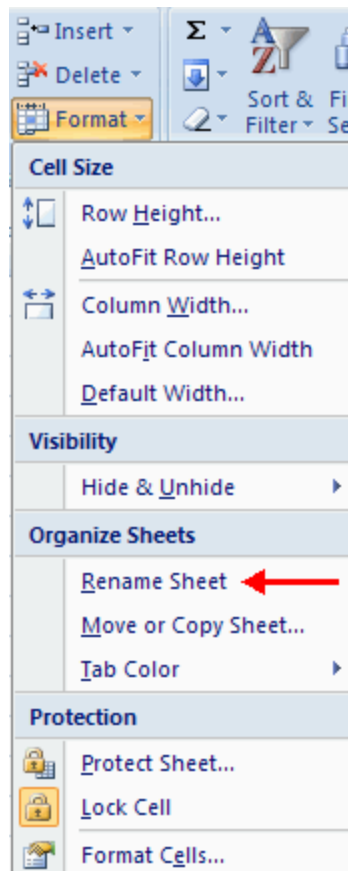 Insert
Σ
A
Z
Delete
Format
Sort &
Filter
Fi
Se
Cell Size
Row Height...
AutoFit Row Height
Column Width...
AutoFit Column Width
Default Width...
Visibility
Hide & Unhide
Organize Sheets
Rename Sheet
Move or Copy Sheet...
Tab Color
Protection
Protect Sheet...
Lock Cell
Format Cells...